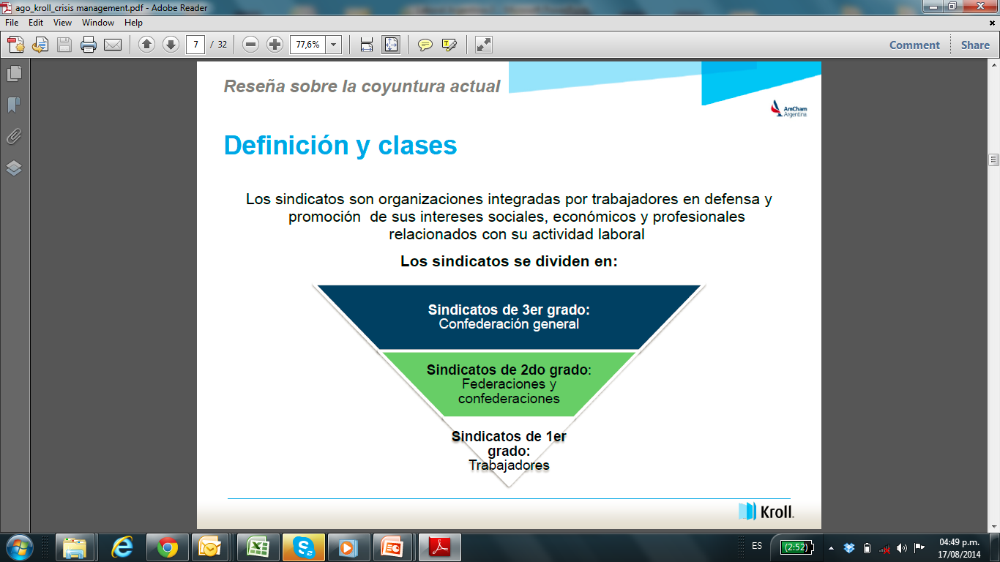 ago_kroll_crisis management.pdf - Adobe Reader
File Edit View Window Help
7 / 32 77,6% Comment Share
Reseña sobre la coyuntura actual
AmCham
Argentina
Definición y clases
Los sindicatos son organizaciones integradas por trabajadores en defensa y
promoción de sus intereses sociales, económicos y profesionales
relacionados con su actividad laboral
Los sindicatos se dividen en:
Sindicatos de 3er grado:
Confederación general
Sindicatos de 2do grado:
Federaciones y
confederaciones
Sindicatos de 1er
grado:
Trabajadores
Kroll.
ES (2:52) 04:49 p.m.
17/08/2014